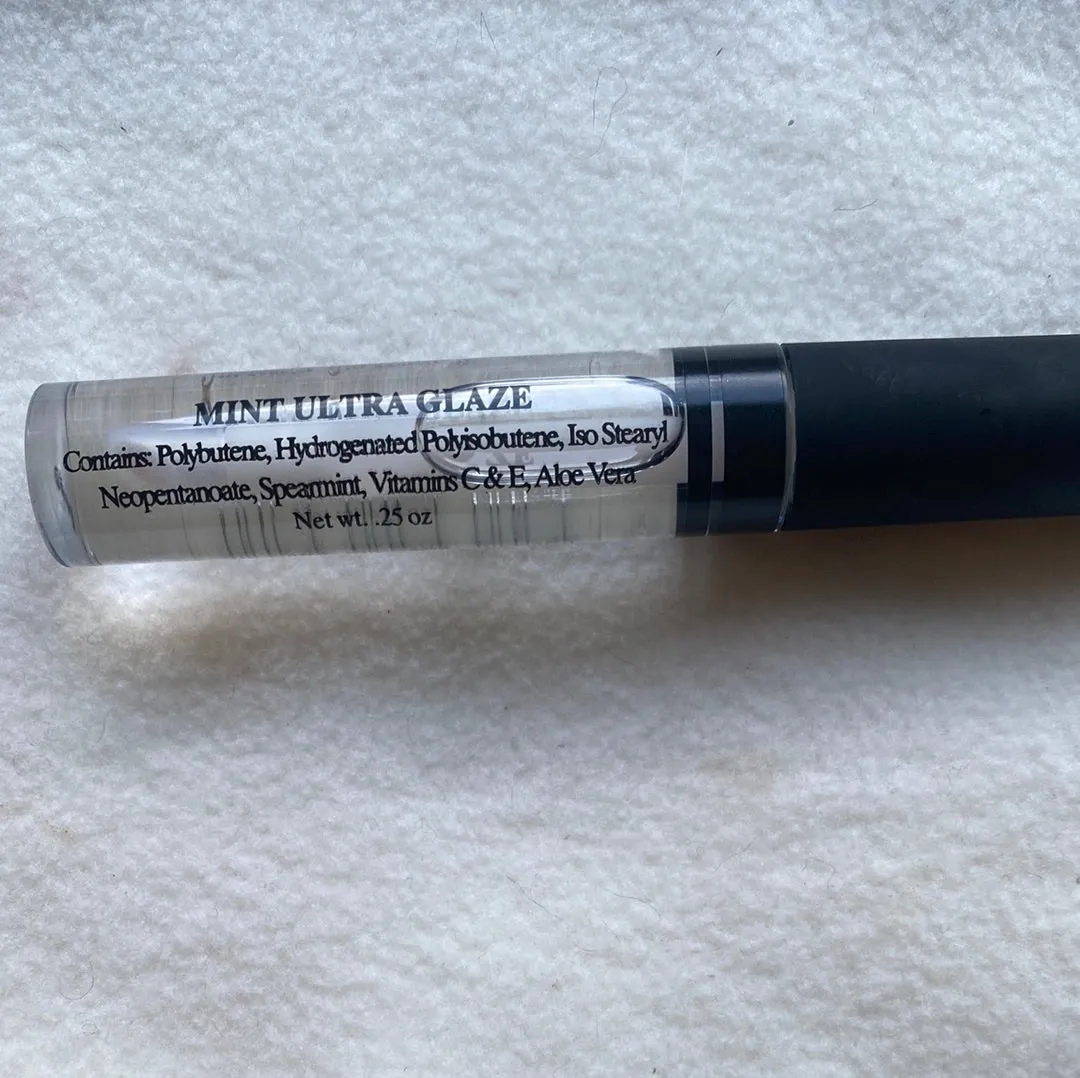 MINT ULTRA GLAZE
Contains: Polybutene, Hydrogenated Polyisobutene, Iso Stearyl
Neopentanoate, Spearmint, Vitamins C & E, Aloe Vera
Net wt. .25 oz